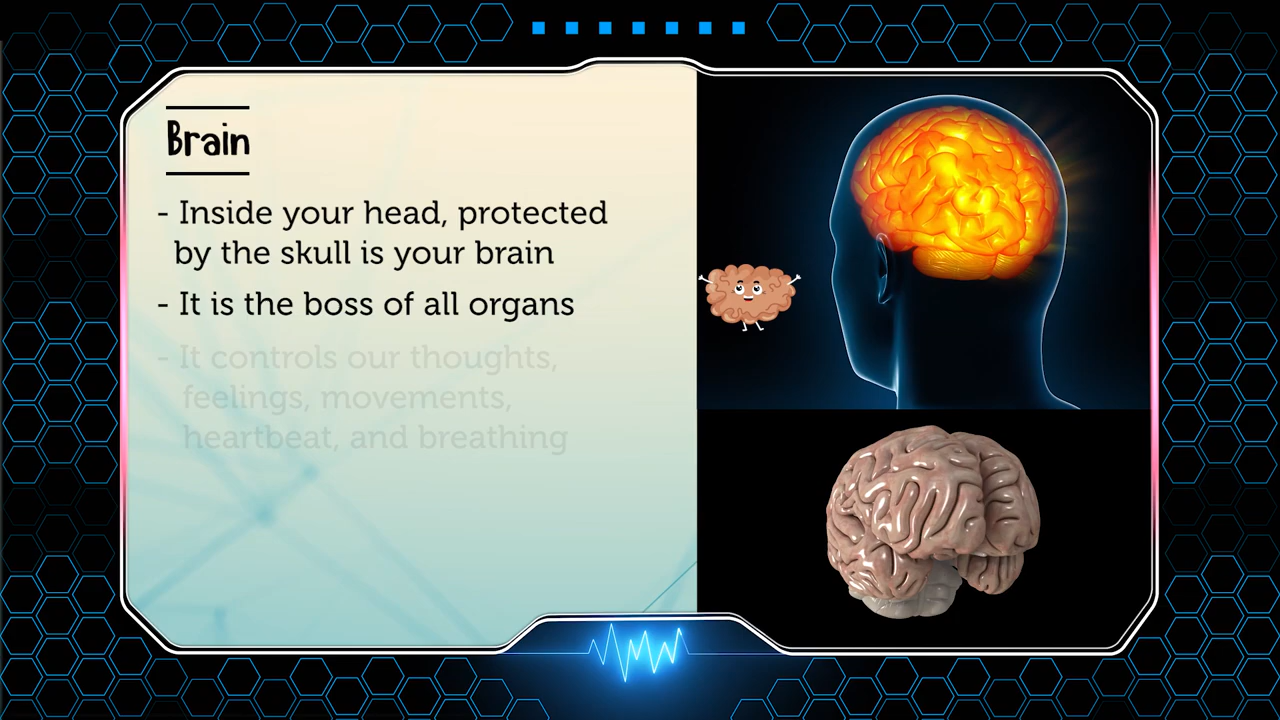 Brain
- Inside your head, protected
by the skull is your brain
- It is the boss of all organs
- It controls our thoughts,
feelings, movements,
heartbeat, and breathing